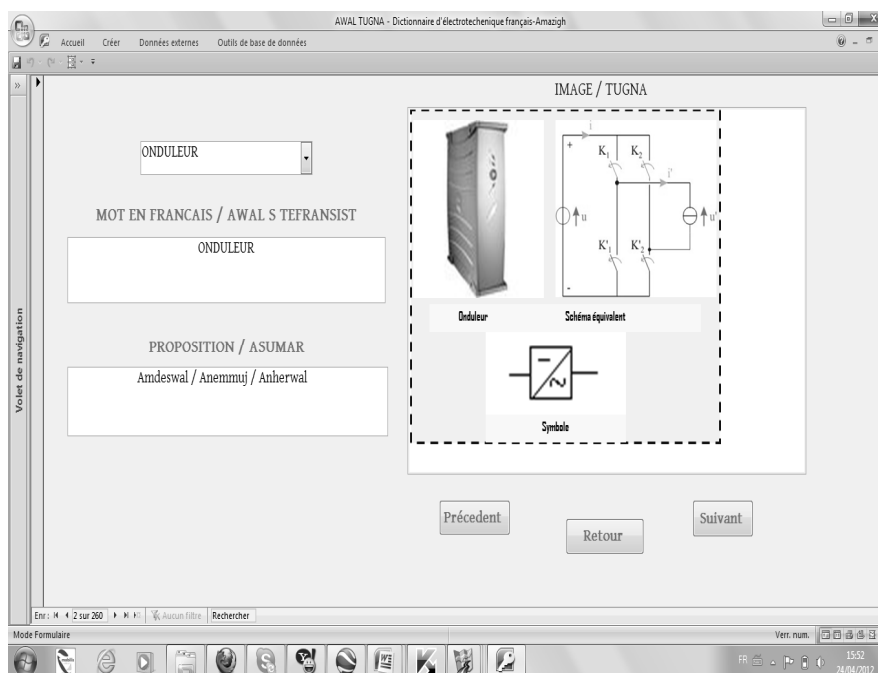 AWAL TUGNA - Dictionnaire d'électrotechenique français-Amazigh
Accueil Créer Données externes Outils de base de données
Volet de navigation
ONDULEUR
MOT EN FRANCAIS / AWAL S TEFRANSIST
ONDULEUR
PROPOSITION / ASUMAR
Amdeswal / Anemmuj / Anherwal
IMAGE / TUGNA
i
+ K1 K2
i'
u u'
K'1 K'2
-
Onduleur Schéma équivalent
Symbole
Précedent Retour Suivant
Enr : 2 sur 260 Aucun filtre Rechercher
Mode Formulaire Verr. num.
FR 15:52
24/04/2012